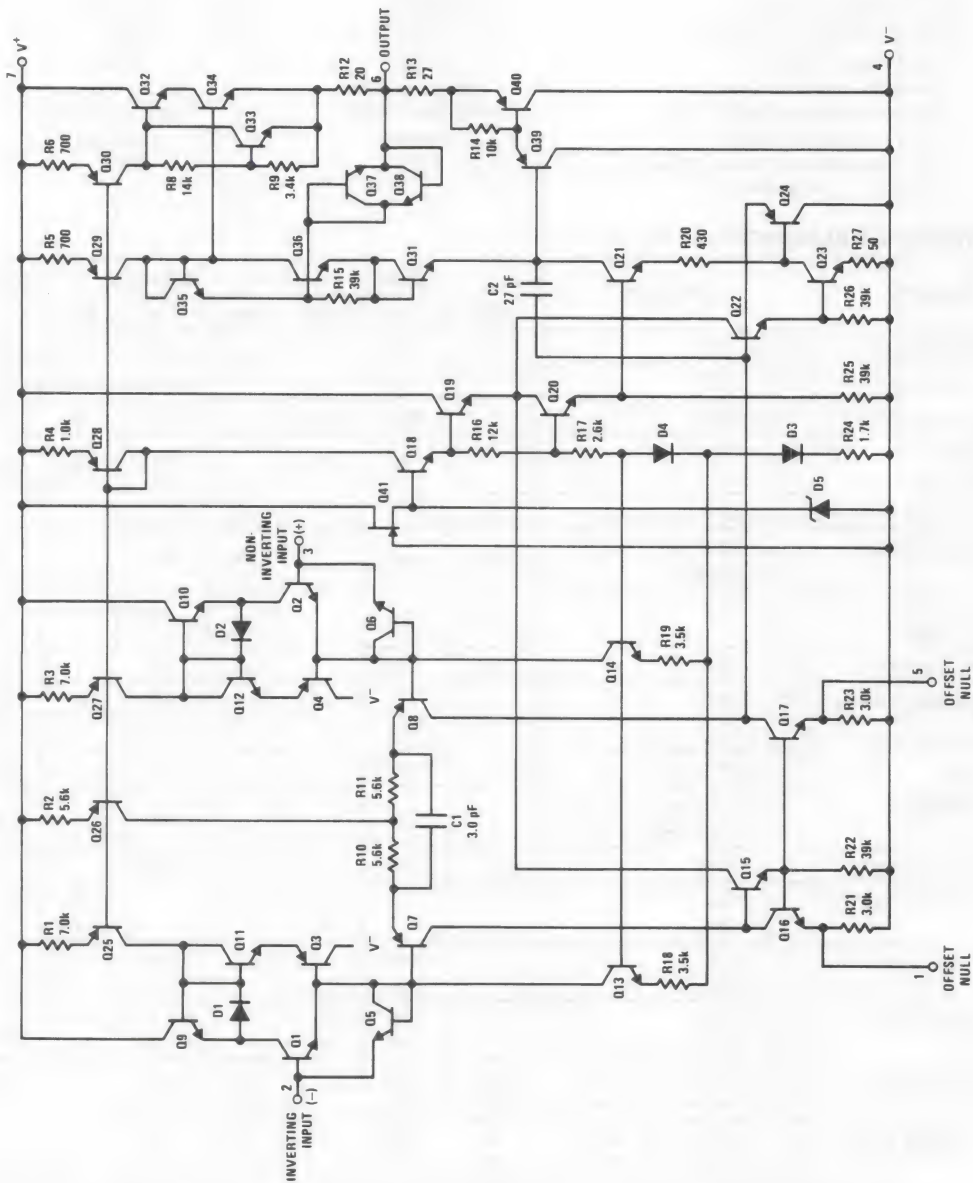 7 V+
R1
7.0k
R2
5.6k
R3
7.0k
R4
1.0k
R5
700
R6
700
Q25
Q26
Q27
Q28
Q29
Q30
Q32
Q9
D1
Q11
Q10
D2
Q12
Q35
R8
14k
Q33
Q34
INVERTING
INPUT (–)
2
Q1
Q3
V–
Q4
V–
Q2
NON-
INVERTING
INPUT
(+)
3
R9
3.4k
R12
20
6 OUTPUT
R13
27
Q5
Q6
Q7
Q8
R10
5.6k
R11
5.6k
C1
3.0 pF
Q41
Q18
Q36
R15
39k
Q31
Q37
Q38
R14
10k
Q40
Q39
Q19
R16
12k
Q20
R17
2.6k
C2
27 pF
Q21
R20
430
Q13
R18
3.5k
Q14
R19
3.5k
D4
D3
R24
1.7k
D5
Q22
Q24
Q23
Q15
Q16
Q17
R21
3.0k
R22
39k
R23
3.0k
R25
39k
R26
39k
R27
50
V–
4
1
OFFSET
NULL
5
OFFSET
NULL